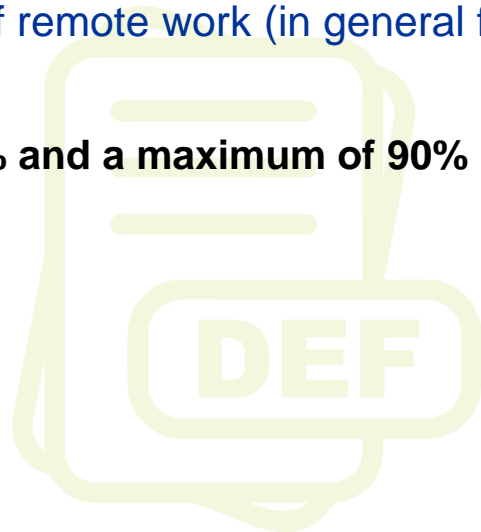 f remote work (in general f
% and a maximum of 90%
DEF